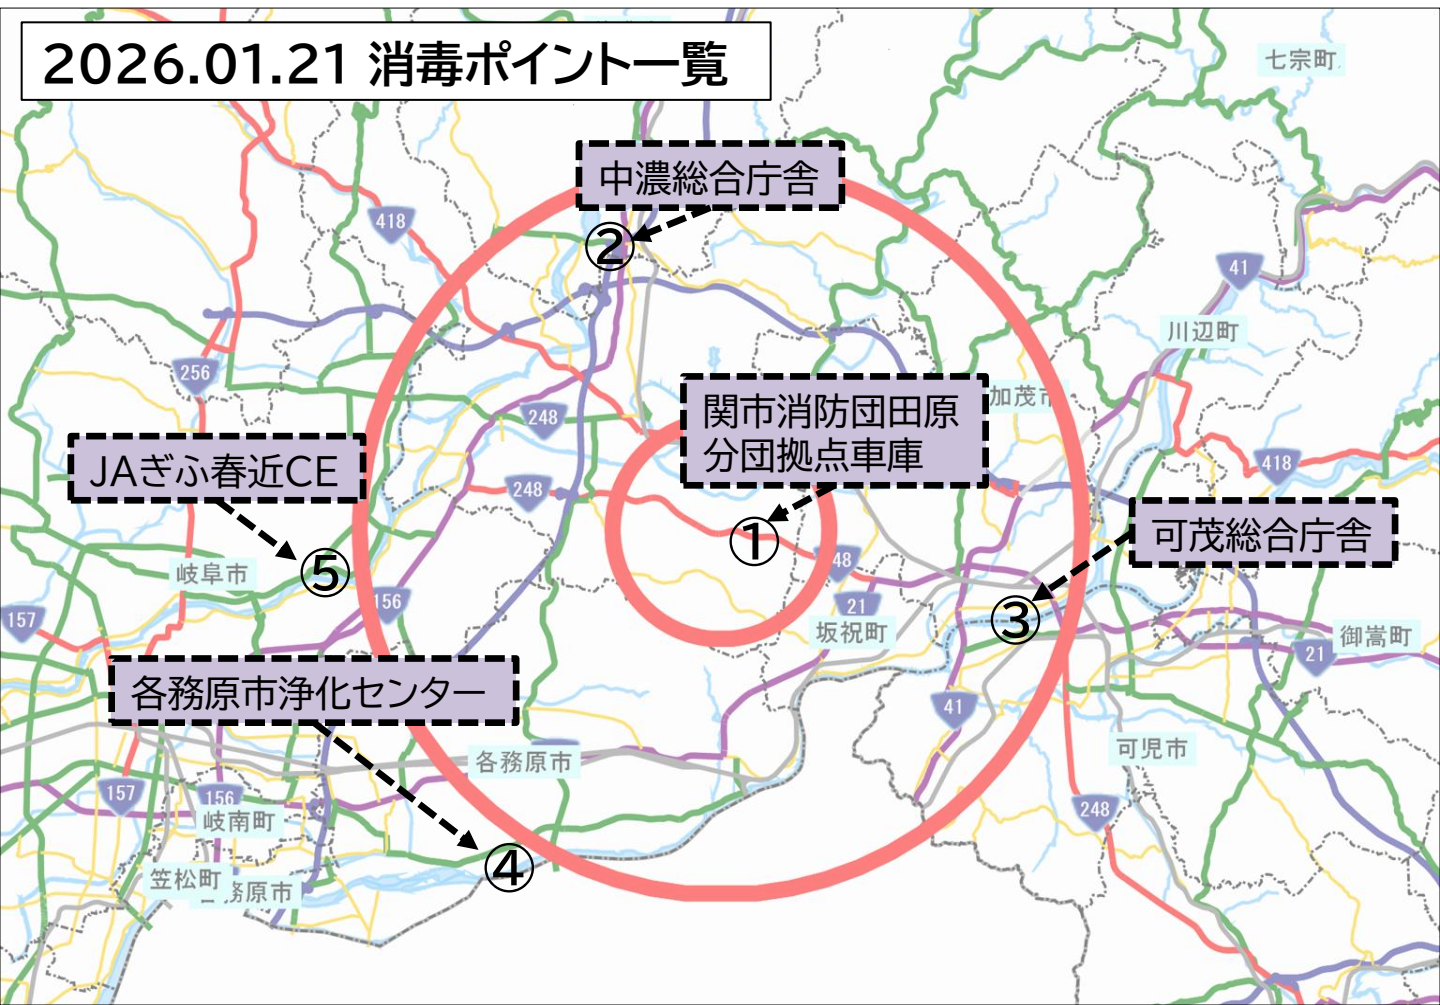 2026.01.21 消毒ポイント一覧
七宗町
中濃総合庁舎
418
②
41
川辺町
256
加茂市
248
関市消防団田原
分団拠点車庫
JAぎふ春近CE
418
248
①
可茂総合庁舎
48
岐阜市
⑤
156
21
③
157
坂祝町
御嵩町
21
各務原市浄化センター
41
各務原市
可児市
157
156
248
岐南町
④
笠松町
務原市